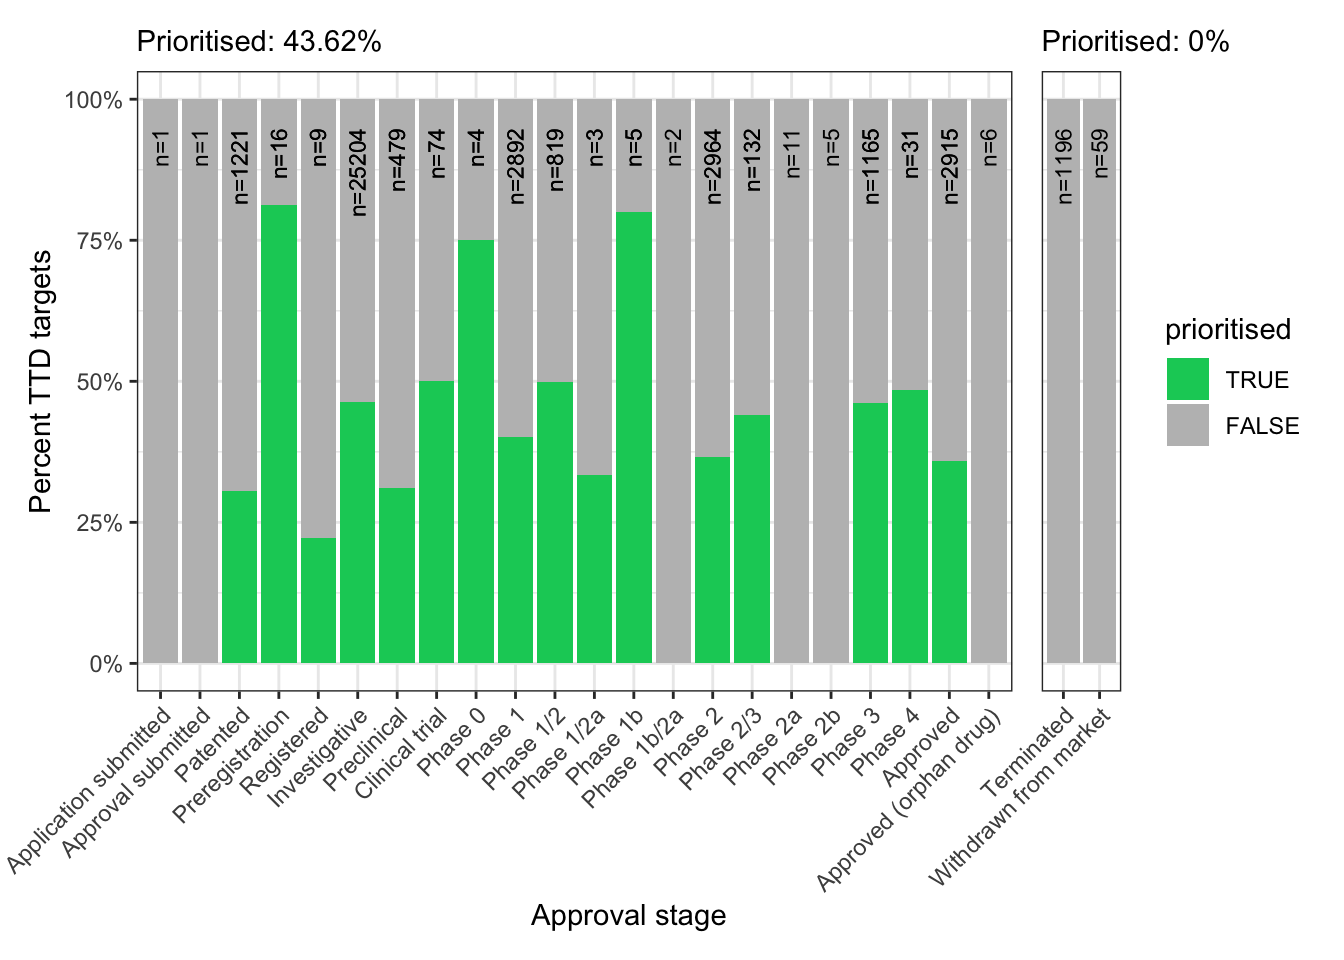 Prioritised: 43.62%
Prioritised: 0%
Percent TTD targets
100%
75%
50%
25%
0%
n=1
n=1
n=1221
n=16
n=9
n=25204
n=479
n=74
n=4
n=2892
n=819
n=3
n=5
n=2
n=2964
n=132
n=11
n=5
n=1165
n=31
n=2915
n=6
n=1196
n=59
Application submitted
Approval submitted
Patented
Preregistration
Registered
Investigative
Preclinical
Clinical trial
Phase 0
Phase 1
Phase 1/2
Phase 1/2a
Phase 1b
Phase 1b/2a
Phase 2
Phase 2/3
Phase 2a
Phase 2b
Phase 3
Phase 4
Approved
Approved (orphan drug)
Terminated
Withdrawn from market
Approval stage
prioritised
TRUE
FALSE